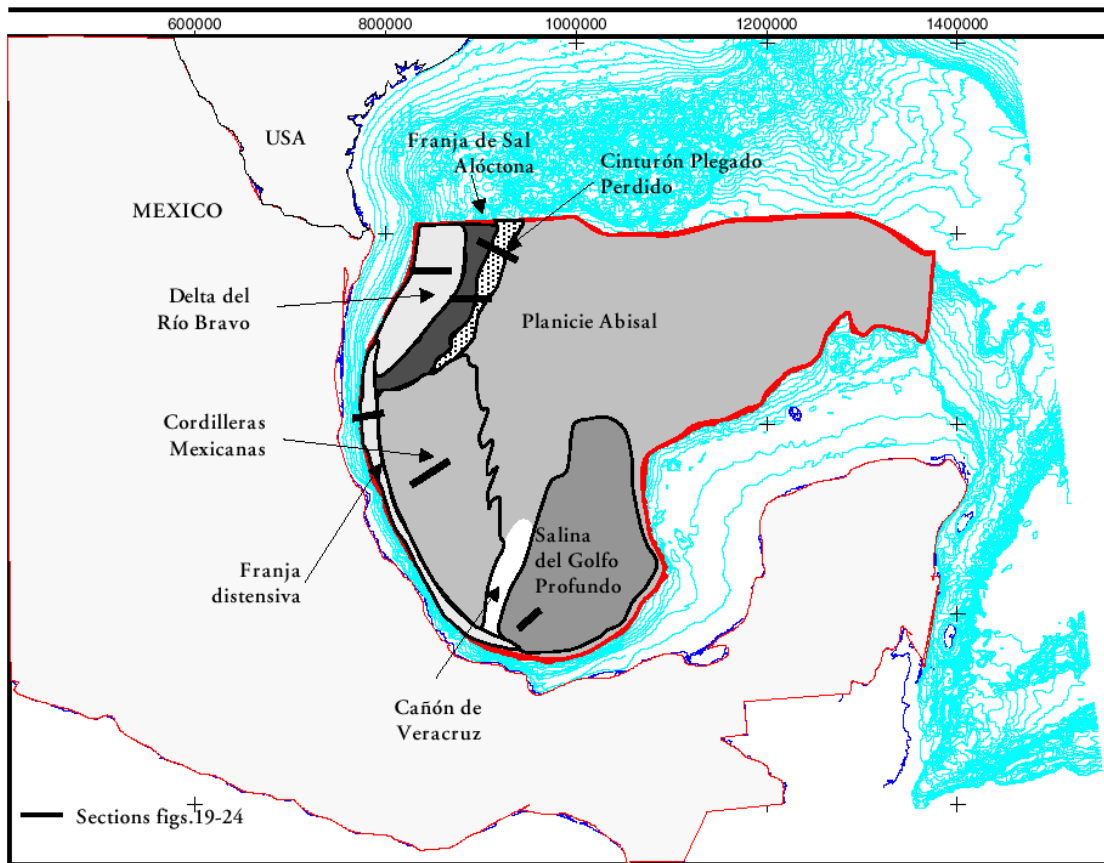 600000
800000
1000000
1200000
1400000
USA
Franja de Sal
Alóctona
Cinturón Plegado
Perdido
MEXICO
Delta del
Río Bravo
Planicie Abisal
Cordilleras
Mexicanas
Salina
del Golfo
Profundo
Franja
distensiva
Cañón de
Veracruz
Sections figs.19-24